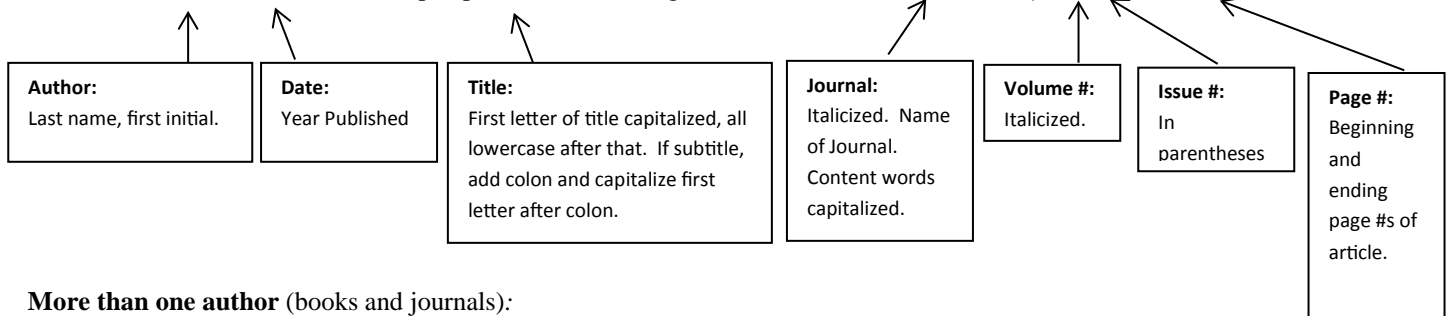 Author:
Last name, first initial.
Date:
Year Published
Title:
First letter of title capitalized, all
lowercase after that. If subtitle,
add colon and capitalize first
letter after colon.
Journal:
Italicized. Name
of Journal.
Content words
capitalized.
Volume #:
Italicized.
Issue #:
In
parentheses
Page #:
Beginning
and
ending
page #s of
article.
More than one author (books and journals):